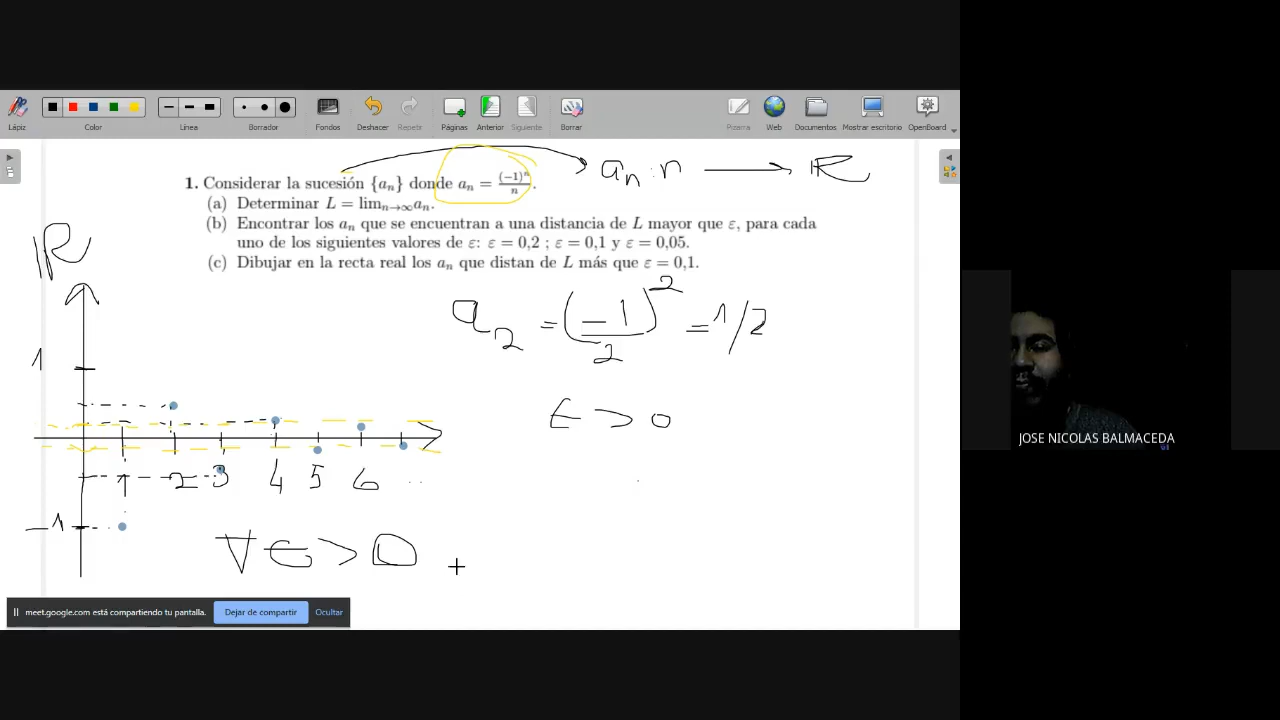 Lápiz Color Línea Borrador Fondos Deshacer Repetir Páginas Anterior Siguiente Borrar Pizarra Web Documentos Mostrar escritorio OpenBoard
aₙ : n ⟶ ℝ
1. Considerar la sucesión {aₙ} donde aₙ = (-1)ⁿ/n.
(a) Determinar L = limₙ→∞ aₙ.
(b) Encontrar los aₙ que se encuentran a una distancia de L mayor que ε, para cada
uno de los siguientes valores de ε: ε = 0,2 ; ε = 0,1 y ε = 0,05.
(c) Dibujar en la recta real los aₙ que distan de L más que ε = 0,1.
ℝ
a₂ = (-1/2)² = 1/2
1
ε > 0
JOSE NICOLAS BALMACEDA
1 2 3 4 5 6 ..
-1
∀ ε > 0
meet.google.com está compartiendo tu pantalla. Dejar de compartir Ocultar